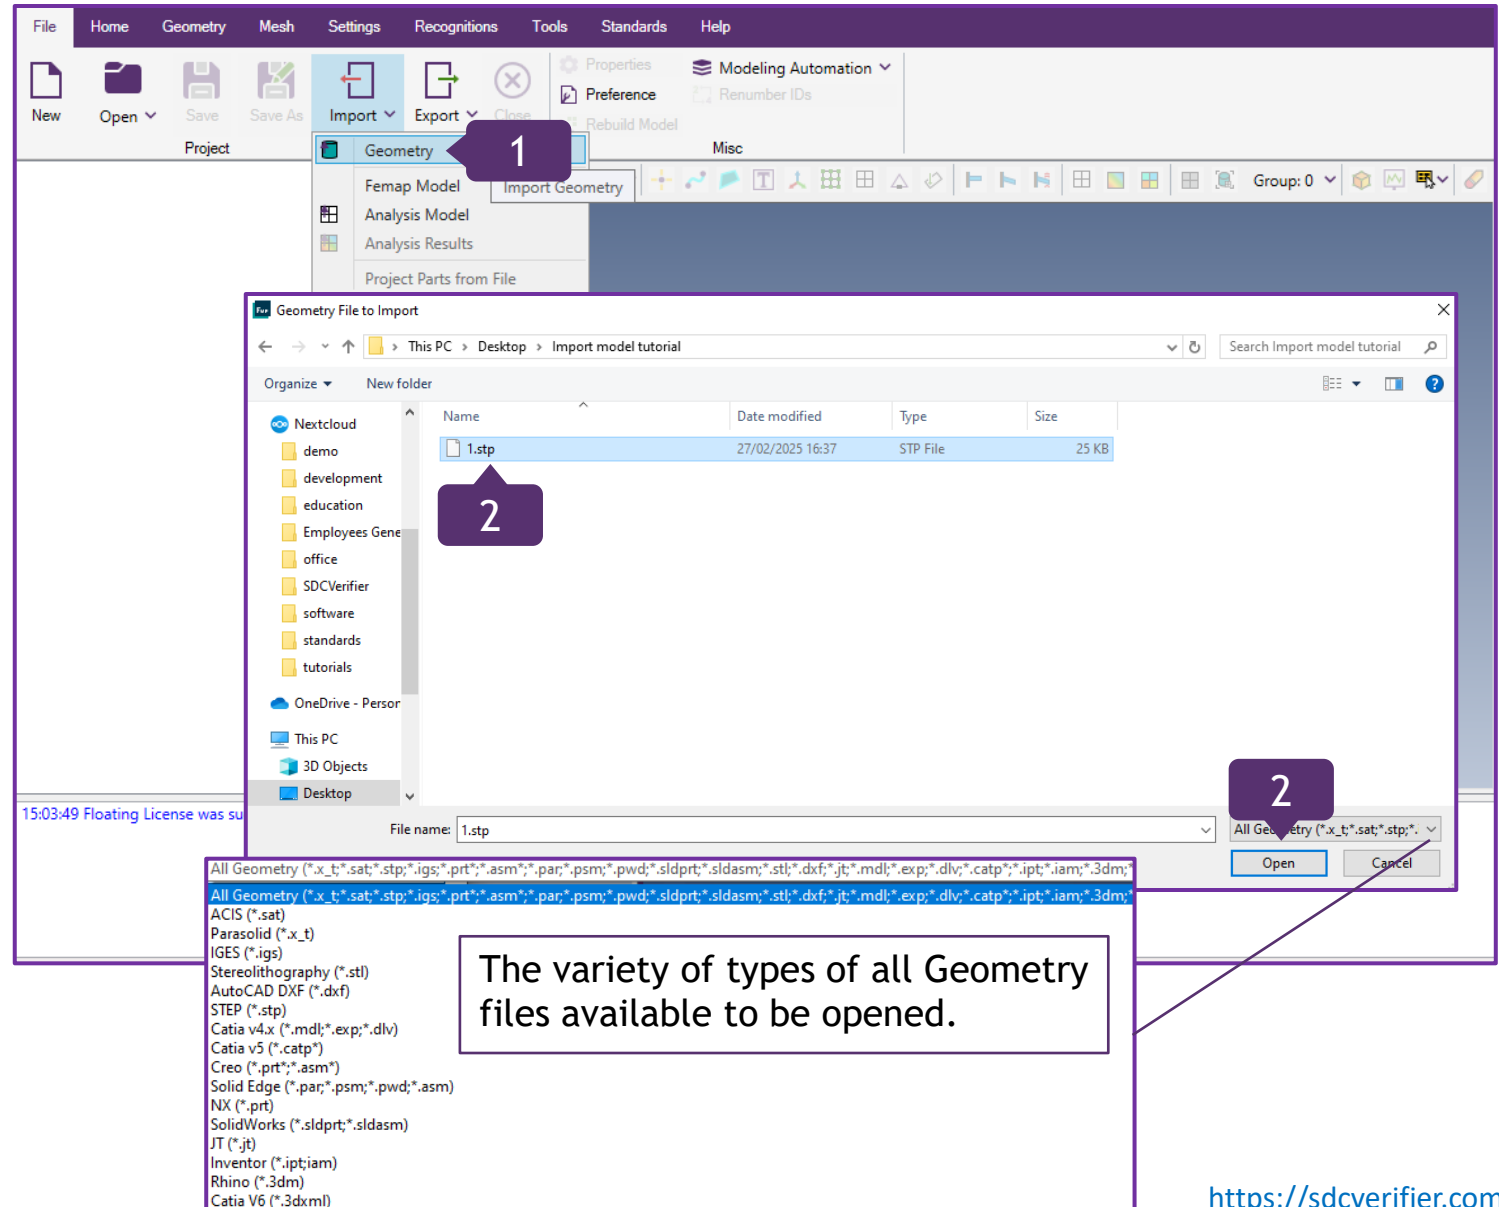 File Home Geometry Mesh Settings Recognitions Tools Standards Help
Properties Modeling Automation
Preference Renumber IDs
New Open Save Save As Import Export Close Rebuild Model
Project Misc
Geometry 1
Femap Model Import Geometry T Group: 0
Analysis Model
Analysis Results
Project Parts from File
Geometry File to Import
> This PC > Desktop > Import model tutorial Search Import model tutorial
Organize New folder ?
Name Date modified Type Size
1.stp 27/02/2025 16:37 STP File 25 KB
2
Nextcloud
demo
development
education
Employees Gene
office
SDCVerifier
software
standards
tutorials
OneDrive - Person
This PC
3D Objects
Desktop
2
15:03:49 Floating License was su
File name: 1.stp All Geometry (*.x_t;*.sat;*.stp;*.
Open Cancel
All Geometry (*.x_t;*.sat;*.stp;*.igs;*.prt*;*.asm*;*.par;*.psm;*.pwd;*.sldprt;*.sldasm;*.stl;*.dxf;*.jt;*.mdl;*.exp;*.dlv;*.catp*;*.ipt;*.iam;*.3dm;*
All Geometry (*.x_t;*.sat;*.stp;*.igs;*.prt*;*.asm*;*.par;*.psm;*.pwd;*.sldprt;*.sldasm;*.stl;*.dxf;*.jt;*.mdl;*.exp;*.dlv;*.catp*;*.ipt;*.iam;*.3dm;*
ACIS (*.sat)
Parasolid (*.x_t)
IGES (*.igs)
Stereolithography (*.stl)
AutoCAD DXF (*.dxf)
STEP (*.stp)
Catia v4.x (*.mdl;*.exp;*.dlv)
Catia v5 (*.catp*)
Creo (*.prt*;*.asm*)
Solid Edge (*.par;*.psm;*.pwd;*.asm)
NX (*.prt)
SolidWorks (*.sldprt;*.sldasm)
JT (*.jt)
Inventor (*.ipt;iam)
Rhino (*.3dm)
Catia V6 (*.3dxml)
The variety of types of all Geometry
files available to be opened.
https://sdcverifier.com